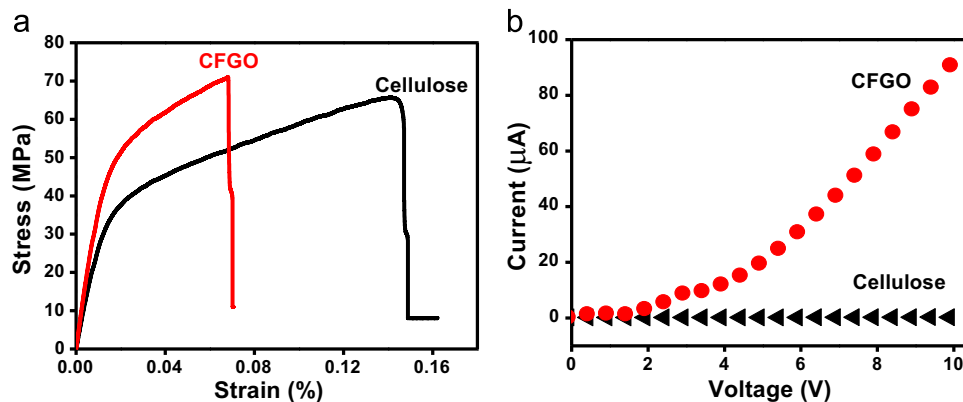 a
80
70
60
50
40
30
20
10
0
Stress (MPa)
CFGO
Cellulose
0.00 0.04 0.08 0.12 0.16
Strain (%)
b
100
80
60
40
20
0
Current (μA)
CFGO
Cellulose
0 2 4 6 8 10
Voltage (V)